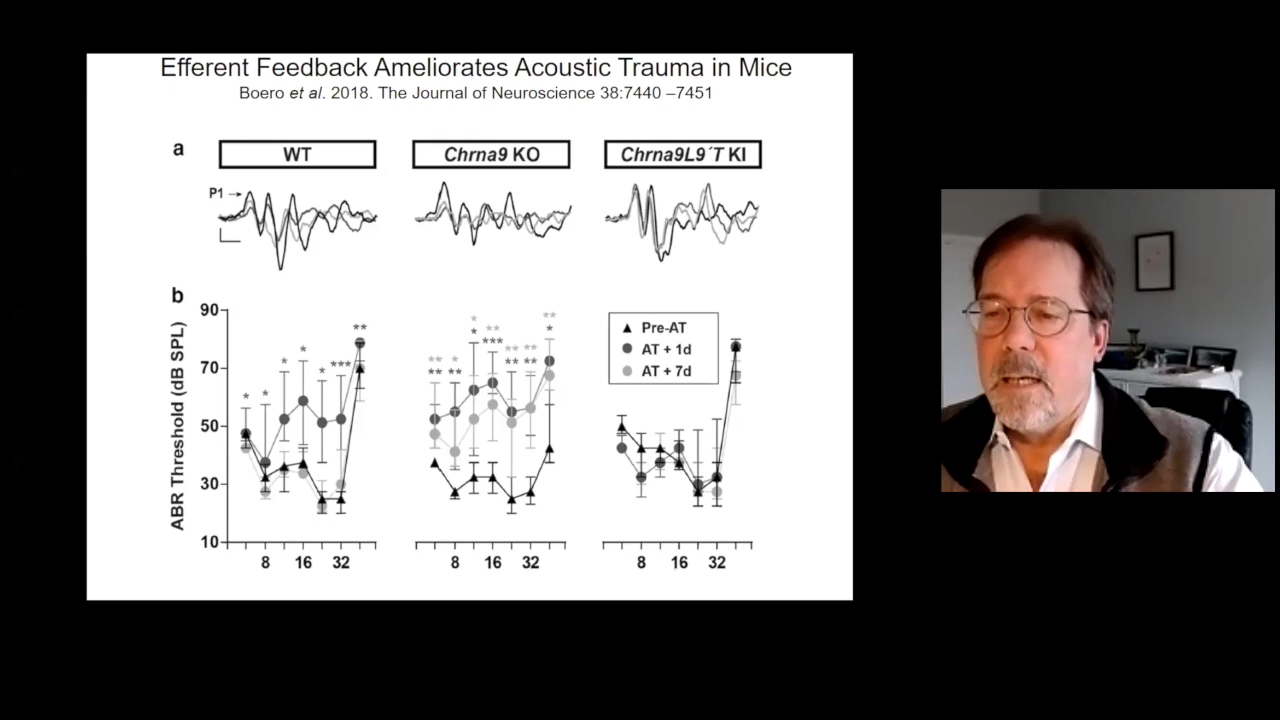 Efferent Feedback Ameliorates Acoustic Trauma in Mice
Boero et al. 2018. The Journal of Neuroscience 38:7440 –7451
a
WT
Chrna9 KO
Chrna9L9´T KI
P1
b
ABR Threshold (dB SPL)
90
70
50
30
10
* * * * * *** **
** ** * ** ** ** **
** ** * *** ** ** *
Pre-AT
AT + 1d
AT + 7d
8 16 32
8 16 32
8 16 32